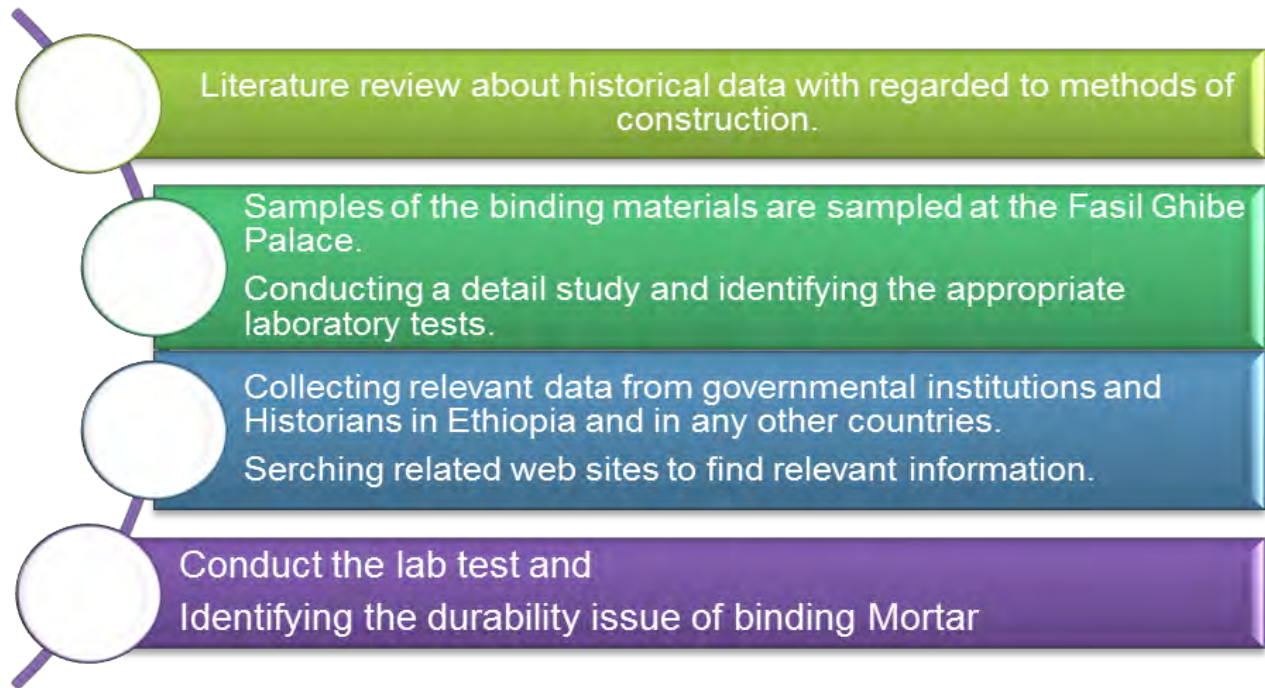 Literature review about historical data with regarded to methods of
construction.
Samples of the binding materials are sampled at the Fasil Ghibe
Palace.
Conducting a detail study and identifying the appropriate
laboratory tests.
Collecting relevant data from governmental institutions and
Historians in Ethiopia and in any other countries.
Serching related web sites to find relevant information.
Conduct the lab test and
Identifying the durability issue of binding Mortar